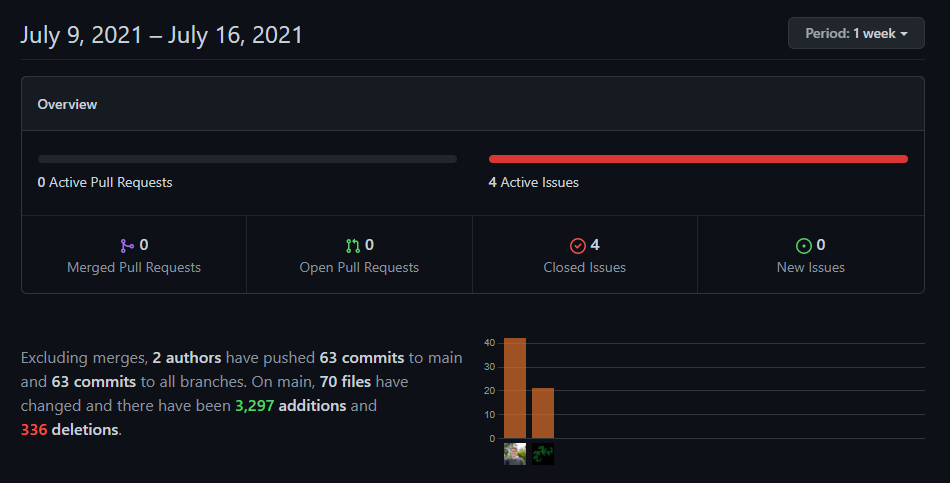 July 9, 2021 – July 16, 2021
Period: 1 week
Overview
0 Active Pull Requests
4 Active Issues
0
Merged Pull Requests
0
Open Pull Requests
4
Closed Issues
0
New Issues
Excluding merges, 2 authors have pushed 63 commits to main
and 63 commits to all branches. On main, 70 files have
changed and there have been 3,297 additions and
336 deletions.
40
30
20
10
0